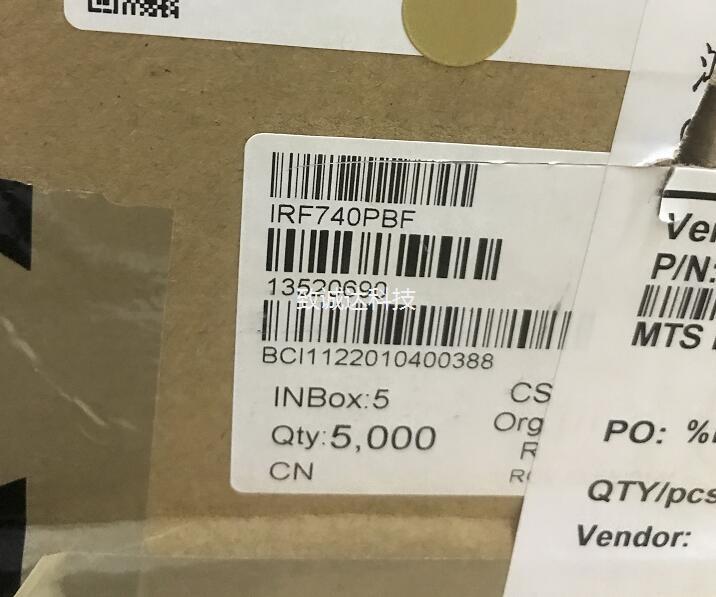 IRF740PBF
13520690
致诚达科技
BCI1122010400388
INBox:5
Qty:5,000
CN
CS
Org
R
Ver
P/N:
MTS
PO: %
QTY/pcs
Vendor: